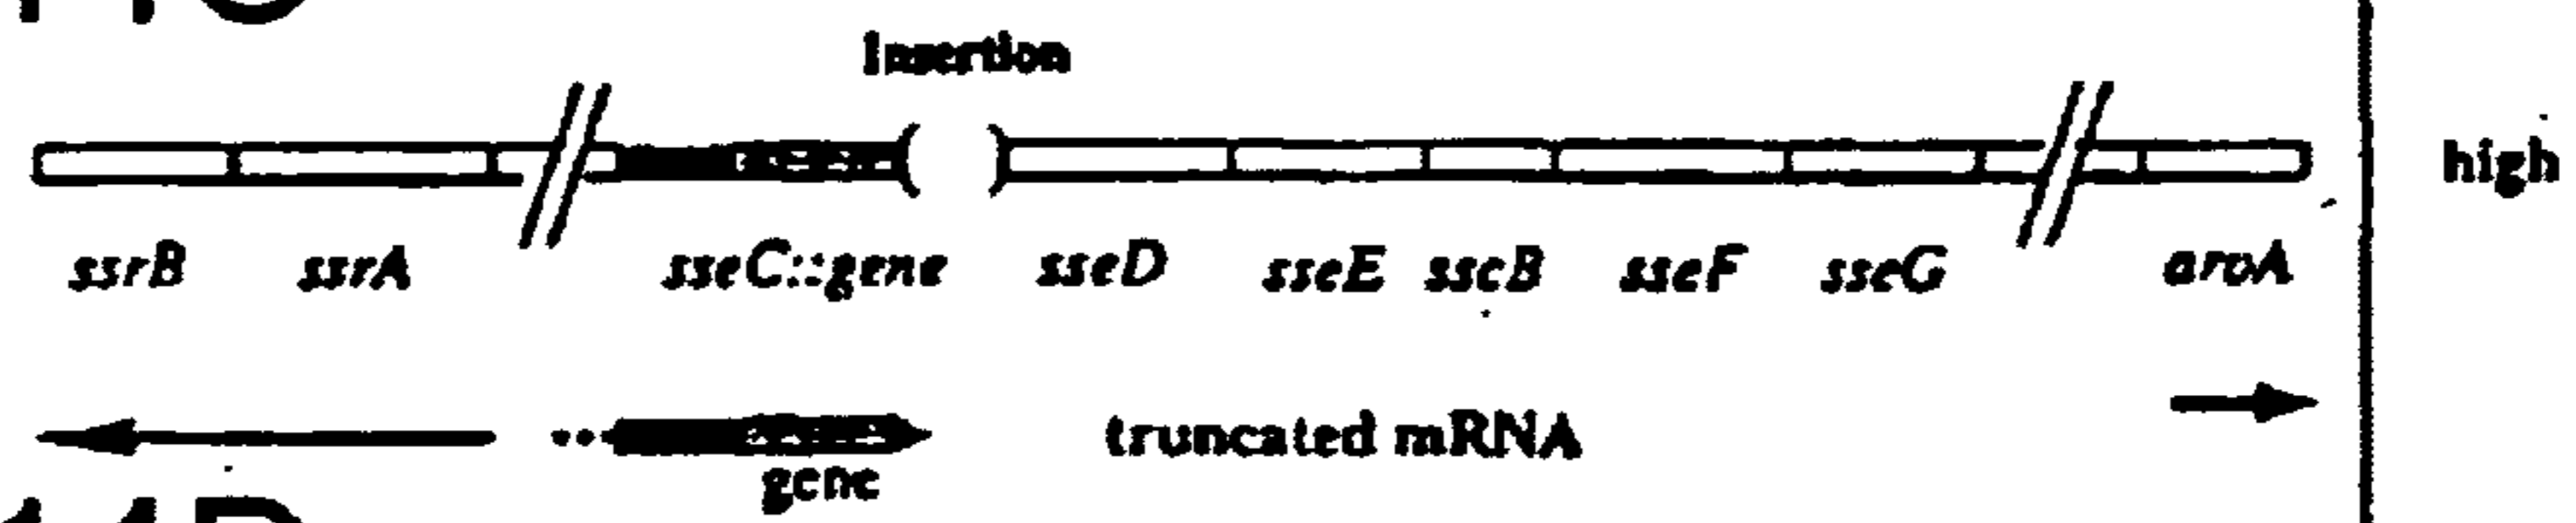 Insertion
high
ssrB ssrA sseC::gene sseD sseE sscB sseF sseG aroA
truncated mRNA
gene